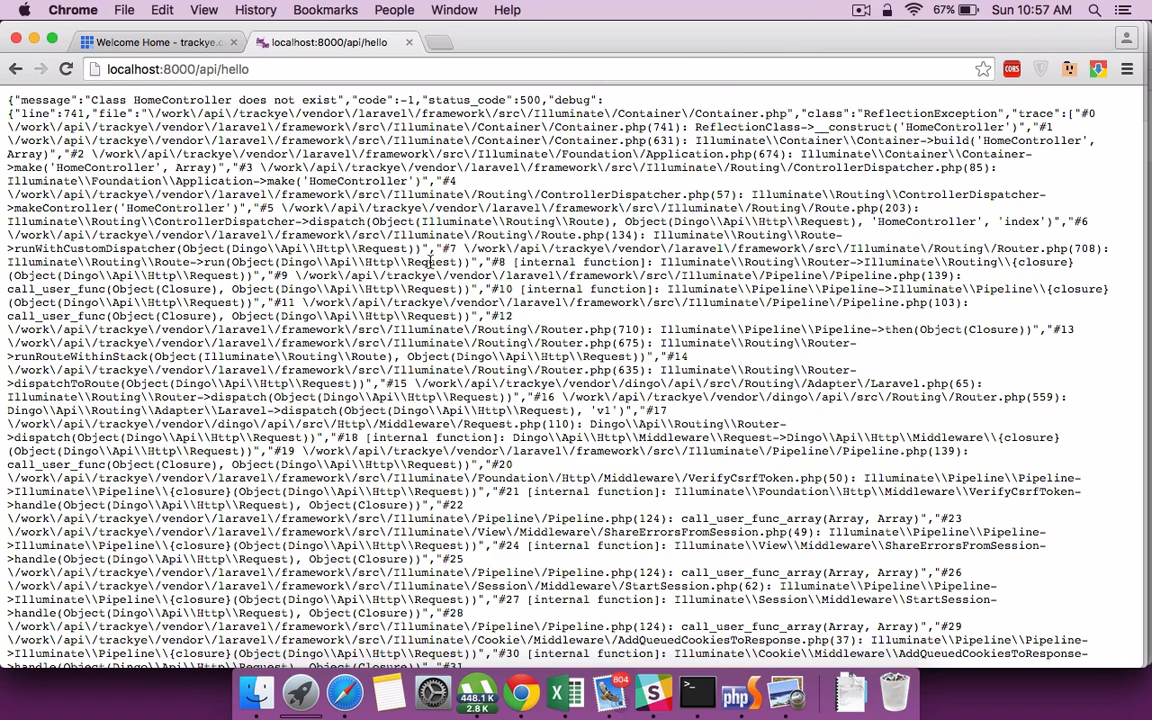 Chrome File Edit View History Bookmarks People Window Help 67% Sun 10:57 AM
Welcome Home - trackye.c localhost:8000/api/hello
localhost:8000/api/hello CORS
{"message":"Class HomeController does not exist","code":-1,"status_code":500,"debug":
{"line":741,"file":"\/work\/api\/trackye\/vendor\/laravel\/framework\/src\/Illuminate\/Container\/Container.php","class":"ReflectionException","trace":["#0
\/work\/api\/trackye\/vendor\/laravel\/framework\/src\/Illuminate\/Container\/Container.php(741): ReflectionClass->__construct('HomeController')","#1
\/work\/api\/trackye\/vendor\/laravel\/framework\/src\/Illuminate\/Container\/Container.php(631): Illuminate\\Container\\Container->build('HomeController',
Array)","#2 \/work\/api\/trackye\/vendor\/laravel\/framework\/src\/Illuminate\/Foundation\/Application.php(674): Illuminate\\Container\\Container-
>make('HomeController', Array)","#3 \/work\/api\/trackye\/vendor\/laravel\/framework\/src\/Illuminate\/Routing\/ControllerDispatcher.php(85):
Illuminate\\Foundation\\Application->make('HomeController')","#4
\/work\/api\/trackye\/vendor\/laravel\/framework\/src\/Illuminate\/Routing\/ControllerDispatcher.php(57): Illuminate\\Routing\\ControllerDispatcher-
>makeController('HomeController')","#5 \/work\/api\/trackye\/vendor\/laravel\/framework\/src\/Illuminate\/Routing\/Route.php(203):
Illuminate\\Routing\\ControllerDispatcher->dispatch(Object(Illuminate\\Routing\\Route), Object(Dingo\\Api\\Http\\Request), 'HomeController', 'index')","#6
\/work\/api\/trackye\/vendor\/laravel\/framework\/src\/Illuminate\/Routing\/Route.php(134): Illuminate\\Routing\\Route-
>runWithCustomDispatcher(Object(Dingo\\Api\\Http\\Request))","#7 \/work\/api\/trackye\/vendor\/laravel\/framework\/src\/Illuminate\/Routing\/Router.php(708):
Illuminate\\Routing\\Route->run(Object(Dingo\\Api\\Http\\Request))","#8 [internal function]: Illuminate\\Routing\\Router->Illuminate\\Routing\\{closure}
(Object(Dingo\\Api\\Http\\Request))","#9 \/work\/api\/trackye\/vendor\/laravel\/framework\/src\/Illuminate\/Pipeline\/Pipeline.php(139):
call_user_func(Object(Closure), Object(Dingo\\Api\\Http\\Request))","#10 [internal function]: Illuminate\\Pipeline\\Pipeline->Illuminate\\Pipeline\\{closure}
(Object(Dingo\\Api\\Http\\Request))","#11 \/work\/api\/trackye\/vendor\/laravel\/framework\/src\/Illuminate\/Pipeline\/Pipeline.php(103):
call_user_func(Object(Closure), Object(Dingo\\Api\\Http\\Request))","#12
\/work\/api\/trackye\/vendor\/laravel\/framework\/src\/Illuminate\/Routing\/Router.php(710): Illuminate\\Pipeline\\Pipeline->then(Object(Closure))","#13
\/work\/api\/trackye\/vendor\/laravel\/framework\/src\/Illuminate\/Routing\/Router.php(675): Illuminate\\Routing\\Router-
>runRouteWithinStack(Object(Illuminate\\Routing\\Route), Object(Dingo\\Api\\Http\\Request))","#14
\/work\/api\/trackye\/vendor\/laravel\/framework\/src\/Illuminate\/Routing\/Router.php(635): Illuminate\\Routing\\Router-
>dispatchToRoute(Object(Dingo\\Api\\Http\\Request))","#15 \/work\/api\/trackye\/vendor\/dingo\/api\/src\/Routing\/Adapter\/Laravel.php(65):
Illuminate\\Routing\\Router->dispatch(Object(Dingo\\Api\\Http\\Request))","#16 \/work\/api\/trackye\/vendor\/dingo\/api\/src\/Routing\/Router.php(559):
Dingo\\Api\\Routing\\Adapter\\Laravel->dispatch(Object(Dingo\\Api\\Http\\Request), 'v1')","#17
\/work\/api\/trackye\/vendor\/dingo\/api\/src\/Http\/Middleware\/Request.php(110): Dingo\\Api\\Routing\\Router-
>dispatch(Object(Dingo\\Api\\Http\\Request))","#18 [internal function]: Dingo\\Api\\Http\\Middleware\\Request->Dingo\\Api\\Http\\Middleware\\{closure}
(Object(Dingo\\Api\\Http\\Request))","#19 \/work\/api\/trackye\/vendor\/laravel\/framework\/src\/Illuminate\/Pipeline\/Pipeline.php(139):
call_user_func(Object(Closure), Object(Dingo\\Api\\Http\\Request))","#20
\/work\/api\/trackye\/vendor\/laravel\/framework\/src\/Illuminate\/Foundation\/Http\/Middleware\/VerifyCsrfToken.php(50): Illuminate\\Pipeline\\Pipeline-
>Illuminate\\Pipeline\\{closure}(Object(Dingo\\Api\\Http\\Request))","#21 [internal function]: Illuminate\\Foundation\\Http\\Middleware\\VerifyCsrfToken-
>handle(Object(Dingo\\Api\\Http\\Request), Object(Closure))","#22
\/work\/api\/trackye\/vendor\/laravel\/framework\/src\/Illuminate\/Pipeline\/Pipeline.php(124): call_user_func_array(Array, Array)","#23
\/work\/api\/trackye\/vendor\/laravel\/framework\/src\/Illuminate\/View\/Middleware\/ShareErrorsFromSession.php(49): Illuminate\\Pipeline\\Pipeline-
>Illuminate\\Pipeline\\{closure}(Object(Dingo\\Api\\Http\\Request))","#24 [internal function]: Illuminate\\View\\Middleware\\ShareErrorsFromSession-
>handle(Object(Dingo\\Api\\Http\\Request), Object(Closure))","#25
\/work\/api\/trackye\/vendor\/laravel\/framework\/src\/Illuminate\/Pipeline\/Pipeline.php(124): call_user_func_array(Array, Array)","#26
\/work\/api\/trackye\/vendor\/laravel\/framework\/src\/Illuminate\/Session\/Middleware\/StartSession.php(62): Illuminate\\Pipeline\\Pipeline-
>Illuminate\\Pipeline\\{closure}(Object(Dingo\\Api\\Http\\Request))","#27 [internal function]: Illuminate\\Session\\Middleware\\StartSession-
>handle(Object(Dingo\\Api\\Http\\Request), Object(Closure))","#28
\/work\/api\/trackye\/vendor\/laravel\/framework\/src\/Illuminate\/Pipeline\/Pipeline.php(124): call_user_func_array(Array, Array)","#29
\/work\/api\/trackye\/vendor\/laravel\/framework\/src\/Illuminate\/Cookie\/Middleware\/AddQueuedCookiesToResponse.php(37): Illuminate\\Pipeline\\Pipeline-
>Illuminate\\Pipeline\\{closure}(Object(Dingo\\Api\\Http\\Request))","#30 [internal function]: Illuminate\\Cookie\\Middleware\\AddQueuedCookiesToResponse-
>handle(Object(Dingo\\Api\\Http\\Request), Object(Closure))","#31
804
448.1 K
2.8 K
php